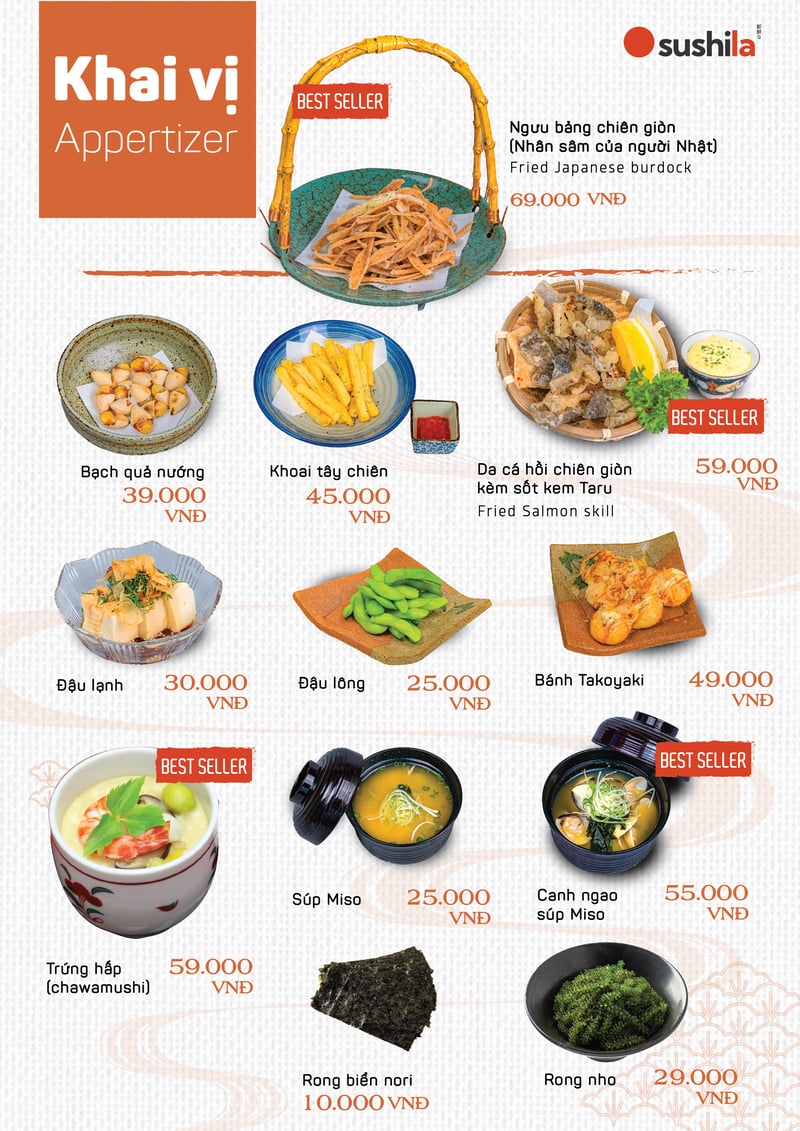 Khai vị
Appertizer
sushila
BEST SELLER
Ngưu bảng chiên giòn
(Nhân sâm của người Nhật)
Fried Japanese burdock
69.000 VNĐ
Bạch quả nướng
39.000
VNĐ
Khoai tây chiên
45.000
VNĐ
BEST SELLER
Da cá hồi chiên giòn
kèm sốt kem Taru
Fried Salmon skill
59.000
VNĐ
Đậu lạnh
30.000
VNĐ
Đậu lông
25.000
VNĐ
Bánh Takoyaki
49.000
VNĐ
BEST SELLER
Trứng hấp
(chawamushi)
59.000
VNĐ
Súp Miso
25.000
VNĐ
BEST SELLER
Canh ngao
súp Miso
55.000
VNĐ
Rong biển nori
10.000 VNĐ
Rong nho
29.000
VNĐ